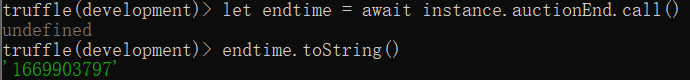 truffle(development)> let endtime = await instance.auctionEnd.call()
undefined
truffle(development)> endtime.toString()
'1669903797'